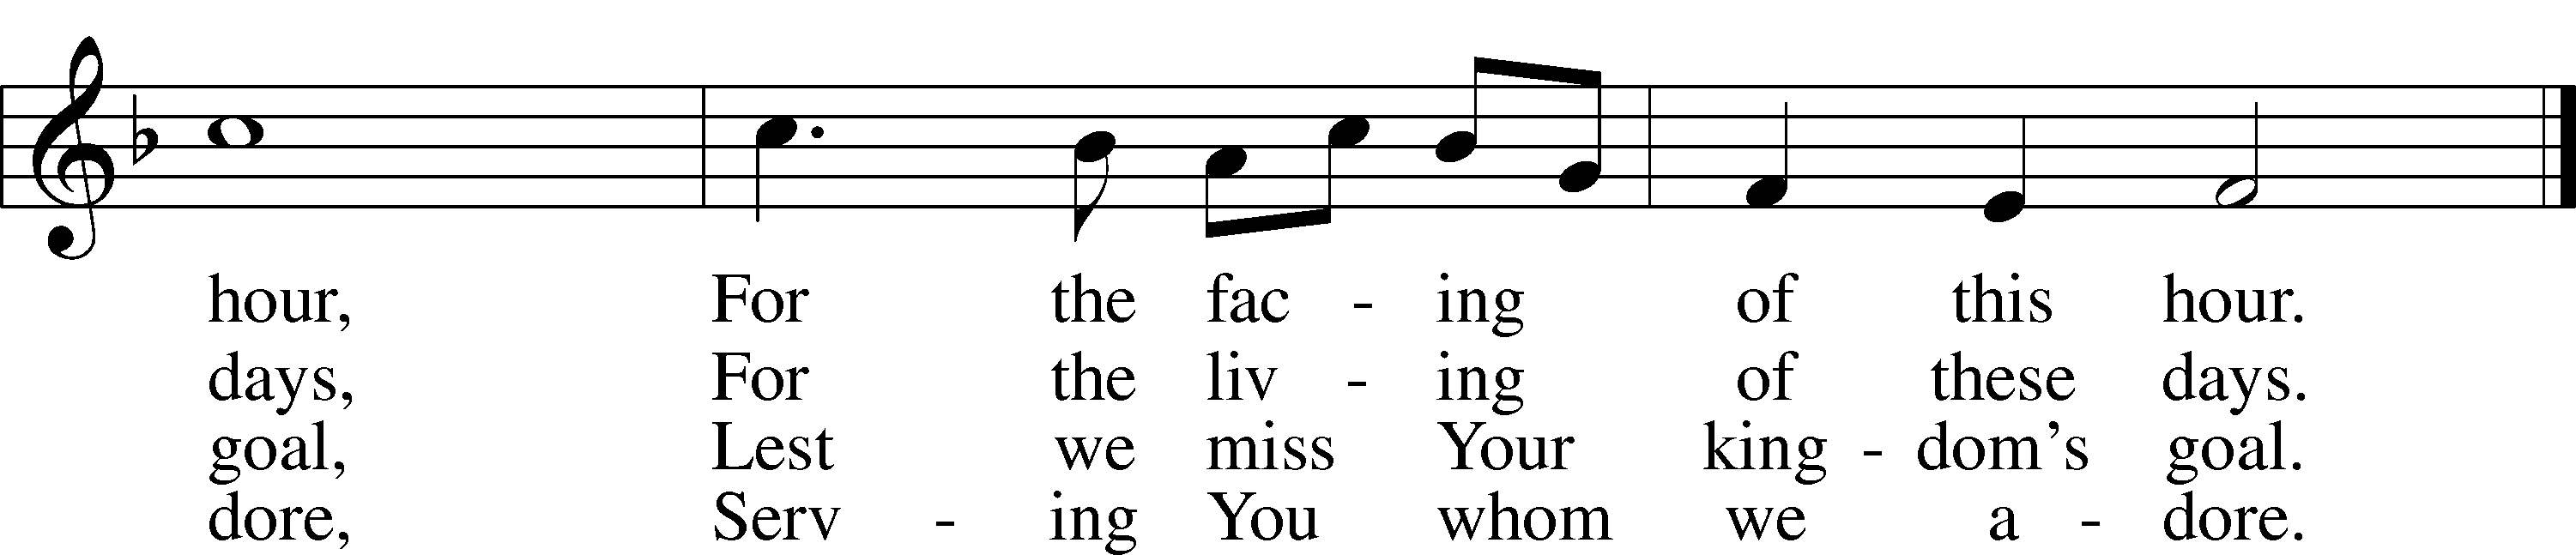 hour, For the fac - ing of this hour.
days, For the liv - ing of these days.
goal, Lest we miss Your king - dom's goal.
dore, Serv - ing You whom we a - dore.